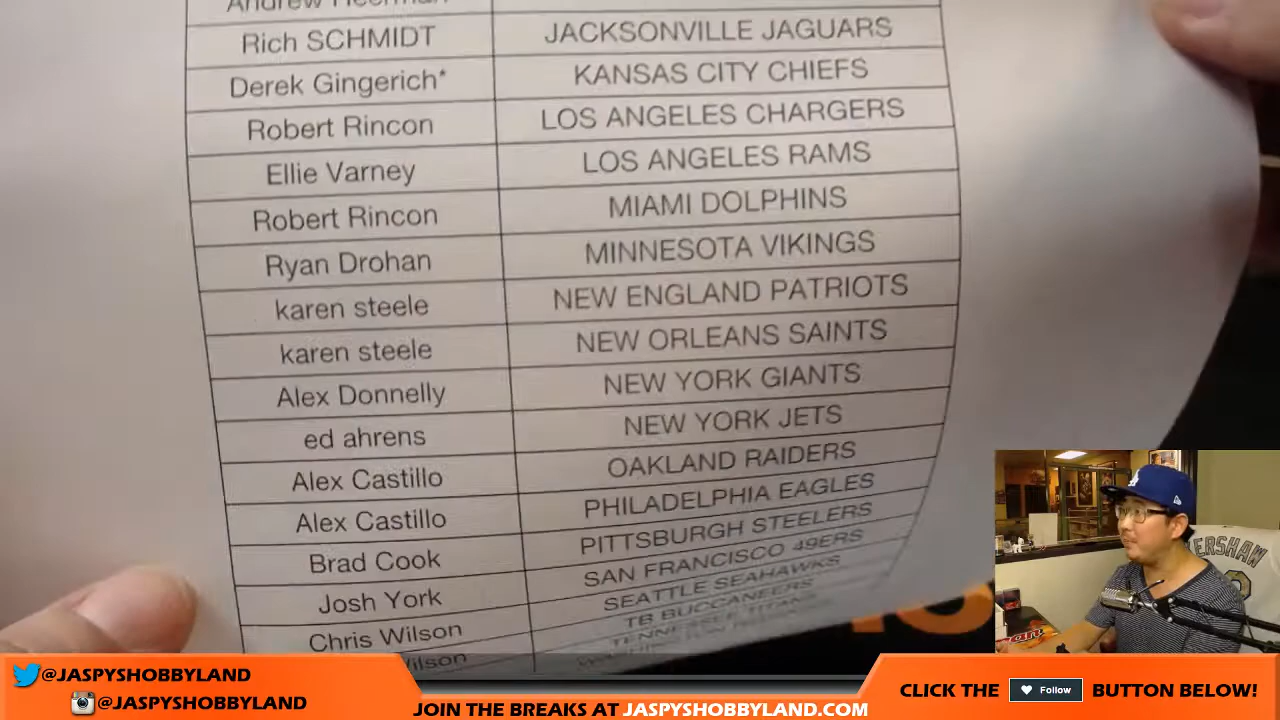 Rich SCHMIDT JACKSONVILLE JAGUARS
Derek Gingerich* KANSAS CITY CHIEFS
Robert Rincon LOS ANGELES CHARGERS
Ellie Varney LOS ANGELES RAMS
Robert Rincon MIAMI DOLPHINS
Ryan Drohan MINNESOTA VIKINGS
karen steele NEW ENGLAND PATRIOTS
karen steele NEW ORLEANS SAINTS
Alex Donnelly NEW YORK GIANTS
ed ahrens NEW YORK JETS
Alex Castillo OAKLAND RAIDERS
Alex Castillo PHILADELPHIA EAGLES
Brad Cook PITTSBURGH STEELERS
Josh York SAN FRANCISCO 49ERS
Chris Wilson SEATTLE SEAHAWKS
TB BUCCANEERS
ERSHAW
@JASPYSHOBBYLAND
@JASPYSHOBBYLAND
JOIN THE BREAKS AT JASPYSHOBBYLAND.COM
CLICK THE Follow BUTTON BELOW!